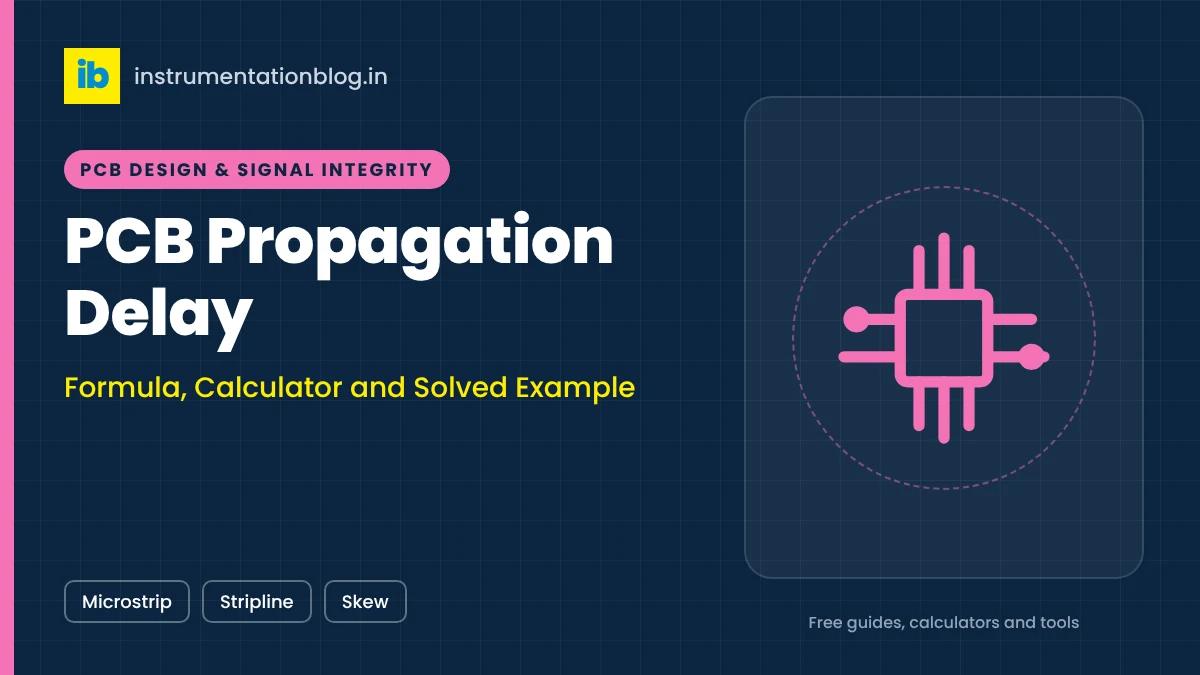 ib
instrumentationblog.in
PCB DESIGN & SIGNAL INTEGRITY
PCB Propagation
Delay
Formula, Calculator and Solved Example
Microstrip
Stripline
Skew
Free guides, calculators and tools